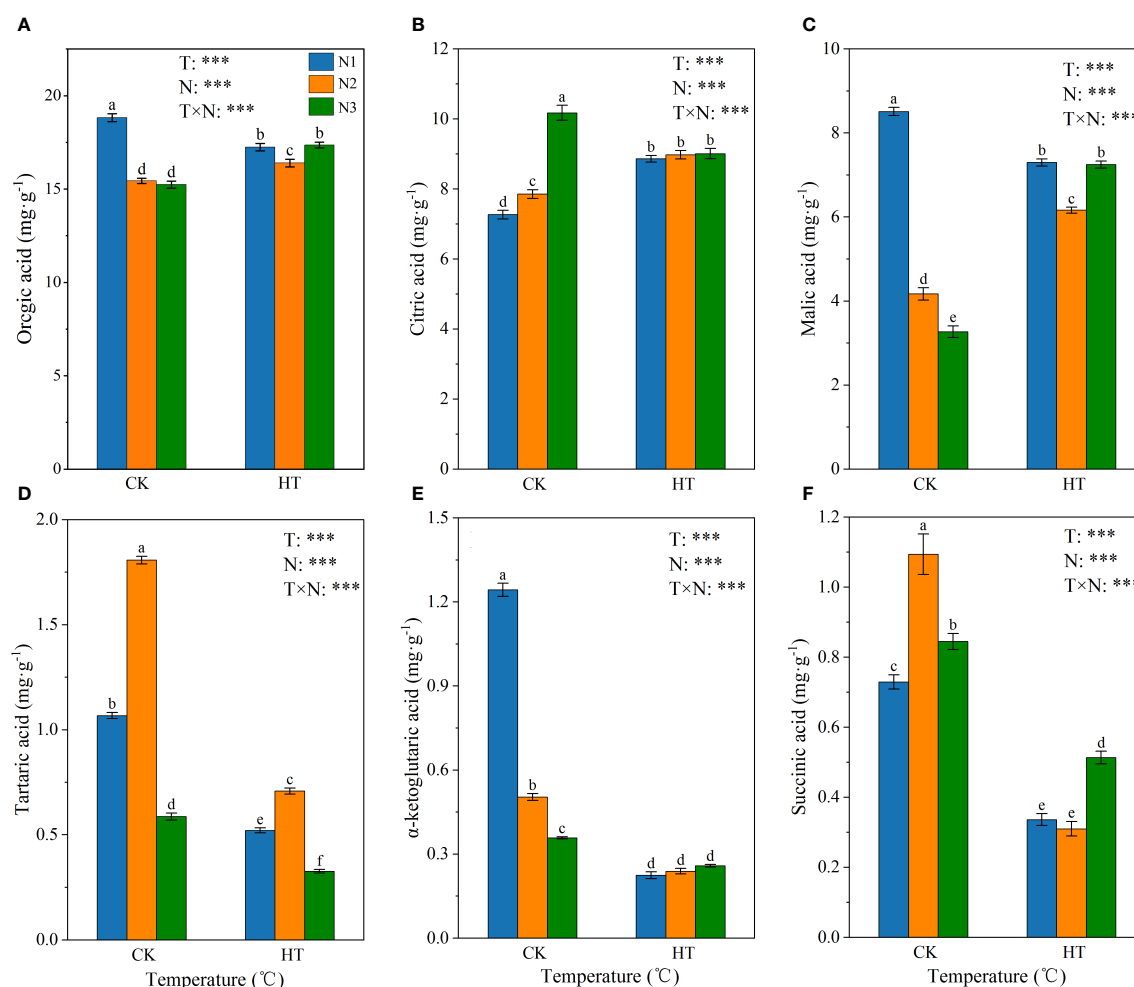 A
Orcgic acid (mg·g⁻¹)
20
15
10
5
0
T: ***
N: ***
T×N: ***
N1
N2
N3
a
d
d
b
c
b
CK
HT
B
Citric acid (mg·g⁻¹)
12
10
8
6
4
2
0
T: ***
N: ***
T×N: ***
d
c
a
b
b
b
CK
HT
C
Malic acid (mg·g⁻¹)
10
8
6
4
2
0
T: ***
N: ***
T×N: ***
a
d
e
b
c
b
CK
HT
D
Tartaric acid (mg·g⁻¹)
2.0
1.5
1.0
0.5
0.0
T: ***
N: ***
T×N: ***
b
a
d
e
c
f
CK
HT
Temperature (℃)
E
α-ketoglutaric acid (mg·g⁻¹)
1.5
1.2
0.9
0.6
0.3
0.0
T: ***
N: ***
T×N: ***
a
b
c
d
d
d
CK
HT
Temperature (℃)
F
Succinic acid (mg·g⁻¹)
1.2
1.0
0.8
0.6
0.4
0.2
0.0
T: ***
N: ***
T×N: ***
c
a
b
e
e
d
CK
HT
Temperature (℃)